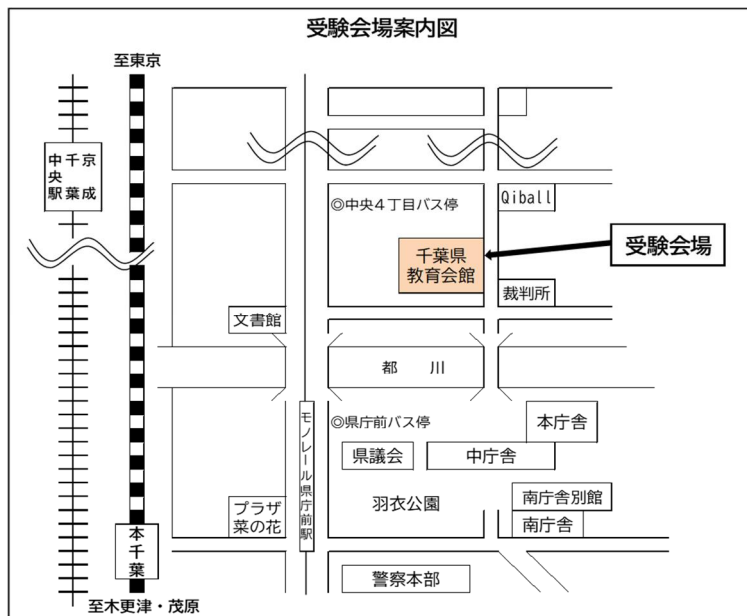 受験会場案内図
至東京
京成
千葉
中央駅
◎中央4丁目バス停
Qiball
千葉県
教育会館
受験会場
裁判所
文書館
都 川
◎県庁前バス停
本庁舎
県議会
中庁舎
モノレール県庁前駅
プラザ
菜の花
羽衣公園
南庁舎別館
南庁舎
本千葉
警察本部
至木更津・茂原